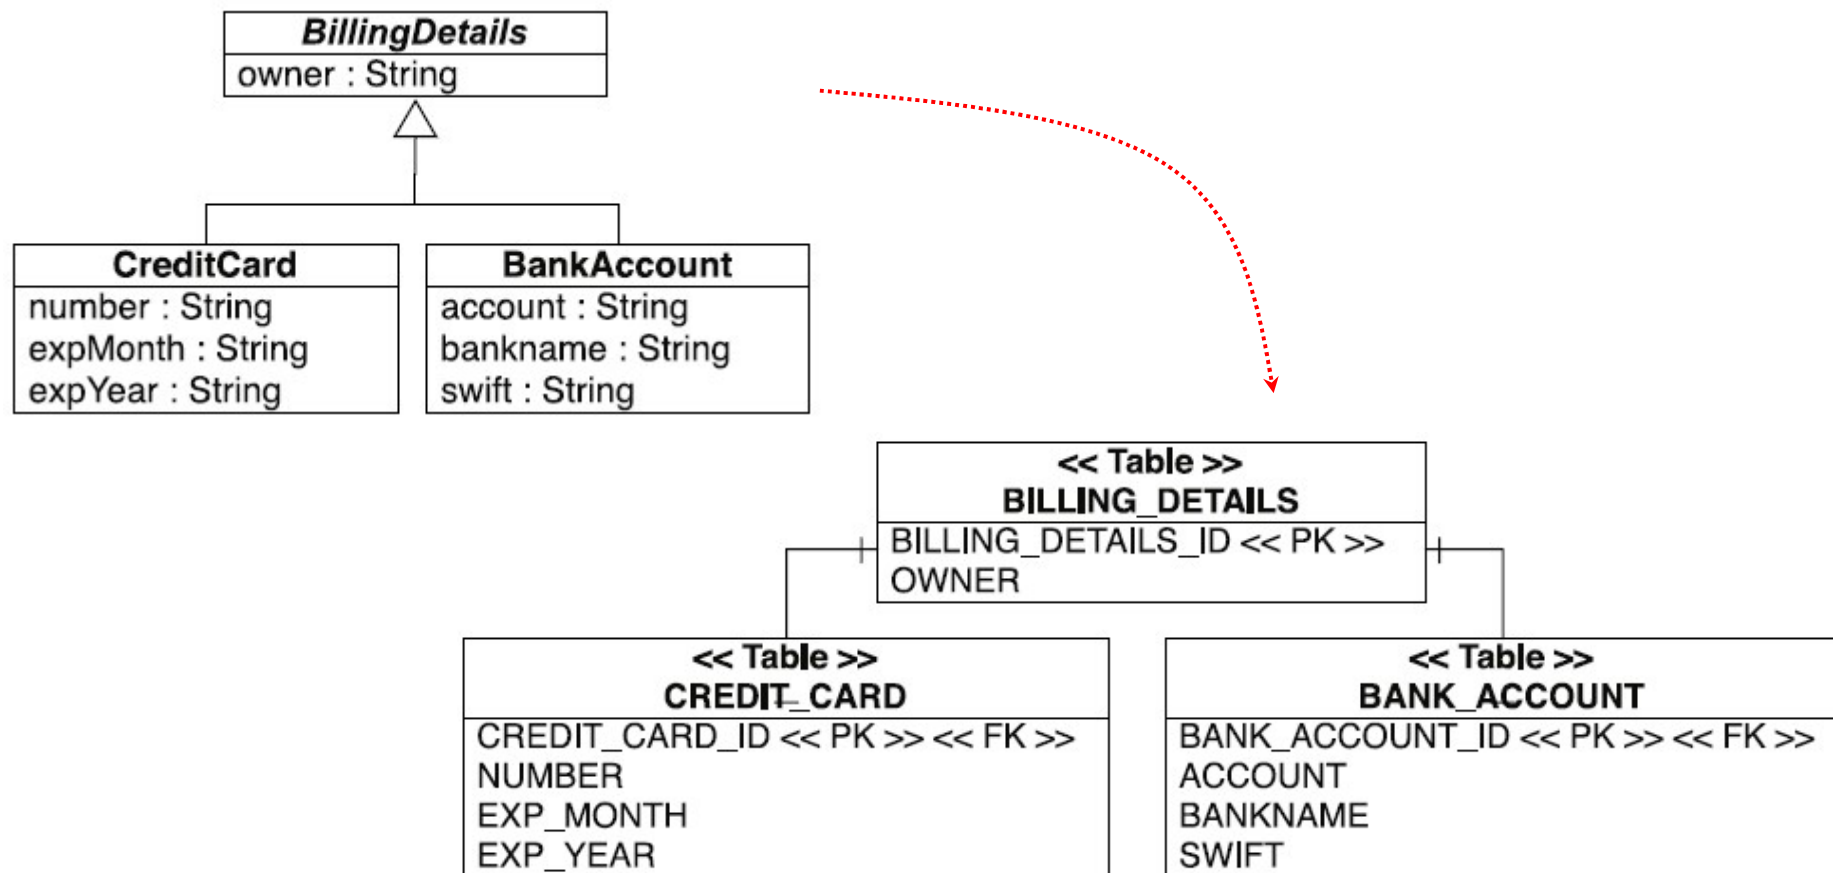 BillingDetails
owner : String
CreditCard
number : String
expMonth : String
expYear : String
BankAccount
account : String
bankname : String
swift : String
<< Table >>
BILLING_DETAILS
BILLING_DETAILS_ID << PK >>
OWNER
<< Table >>
CREDIT_CARD
CREDIT_CARD_ID << PK >> << FK >>
NUMBER
EXP_MONTH
EXP_YEAR
<< Table >>
BANK_ACCOUNT
BANK_ACCOUNT_ID << PK >> << FK >>
ACCOUNT
BANKNAME
SWIFT